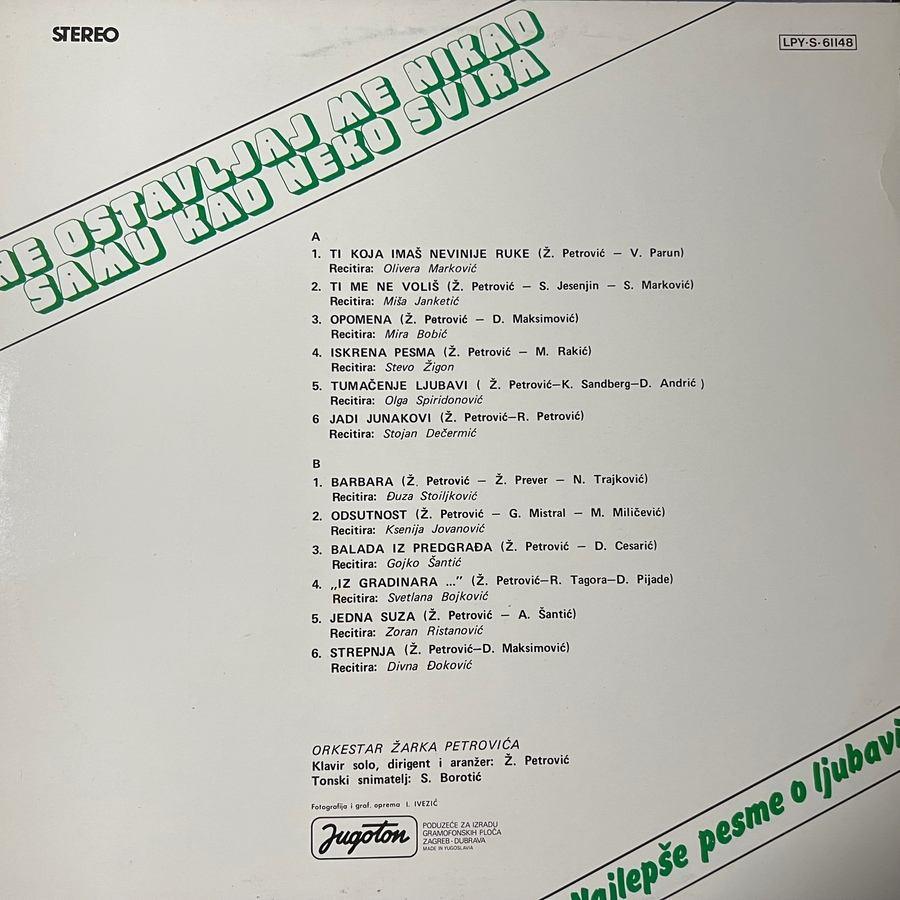 STEREO
LPY-S-61148
NE OSTAVLJAJ ME NIKAD
SAMU KAD NEKO SVIRA
A
1. TI KOJA IMAŠ NEVINIJE RUKE (Ž. Petrović – V. Parun)
Recitira: Olivera Marković
2. TI ME NE VOLIŠ (Ž. Petrović – S. Jesenjin – S. Marković)
Recitira: Miša Janketić
3. OPOMENA (Ž. Petrović – D. Maksimović)
Recitira: Mira Bobić
4. ISKRENA PESMA (Ž. Petrović – M. Rakić)
Recitira: Stevo Žigon
5. TUMAČENJE LJUBAVI ( Ž. Petrović–K. Sandberg–D. Andrić )
Recitira: Olga Spiridonović
6 JADI JUNAKOVI (Ž. Petrović–R. Petrović)
Recitira: Stojan Dečermić
B
1. BARBARA (Ž. Petrović – Ž. Prever – N. Trajković)
Recitira: Đuza Stoiljković
2. ODSUTNOST (Ž. Petrović – G. Mistral – M. Milićević)
Recitira: Ksenija Jovanović
3. BALADA IZ PREDGRAĐA (Ž. Petrović – D. Cesarić)
Recitira: Gojko Šantić
4. „IZ GRADINARA ...” (Ž. Petrović–R. Tagora–D. Pijade)
Recitira: Svetlana Bojković
5. JEDNA SUZA (Ž. Petrović – A. Šantić)
Recitira: Zoran Ristanović
6. STREPNJA (Ž. Petrović–D. Maksimović)
Recitira: Divna Đoković
ORKESTAR ŽARKA PETROVIĆA
Klavir solo, dirigent i aranžer: Ž. Petrović
Tonski snimatelj: S. Borotić
Fotografija i graf. oprema I. IVEZIĆ
Jugoton
PODUZEĆE ZA IZRADU
GRAMOFONSKIH PLOČA
ZAGREB-DUBRAVA
MADE IN YUGOSLAVIA
Najlepše pesme o ljubavi